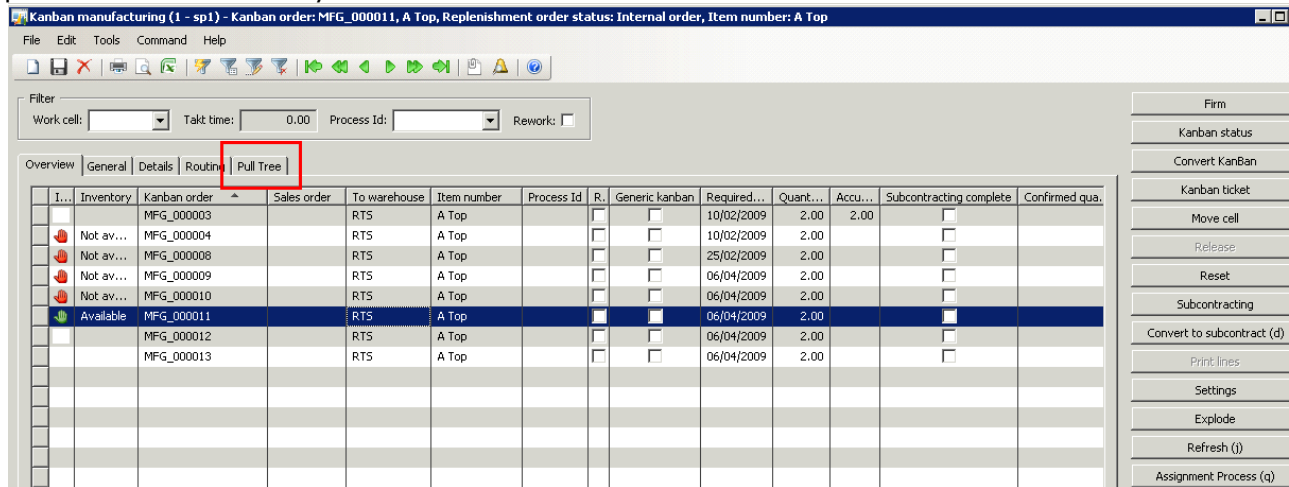 Kanban manufacturing (1 - sp1) - Kanban order: MFG_000011, A Top, Replenishment order status: Internal order, Item number: A Top
File Edit Tools Command Help
Filter
Work cell: Takt time: 0.00 Process Id: Rework:
Overview General Details Routing Pull Tree
I... Inventory Kanban order Sales order To warehouse Item number Process Id R. Generic kanban Required... Quant... Accu... Subcontracting complete Confirmed qua.
MFG_000003 RTS A Top 10/02/2009 2.00 2.00
Not av... MFG_000004 RTS A Top 10/02/2009 2.00
Not av... MFG_000008 RTS A Top 25/02/2009 2.00
Not av... MFG_000009 RTS A Top 06/04/2009 2.00
Not av... MFG_000010 RTS A Top 06/04/2009 2.00
Available MFG_000011 RTS A Top 06/04/2009 2.00
MFG_000012 RTS A Top 06/04/2009 2.00
MFG_000013 RTS A Top 06/04/2009 2.00
Firm
Kanban status
Convert KanBan
Kanban ticket
Move cell
Release
Reset
Subcontracting
Convert to subcontract (d)
Print lines
Settings
Explode
Refresh (j)
Assignment Process (q)